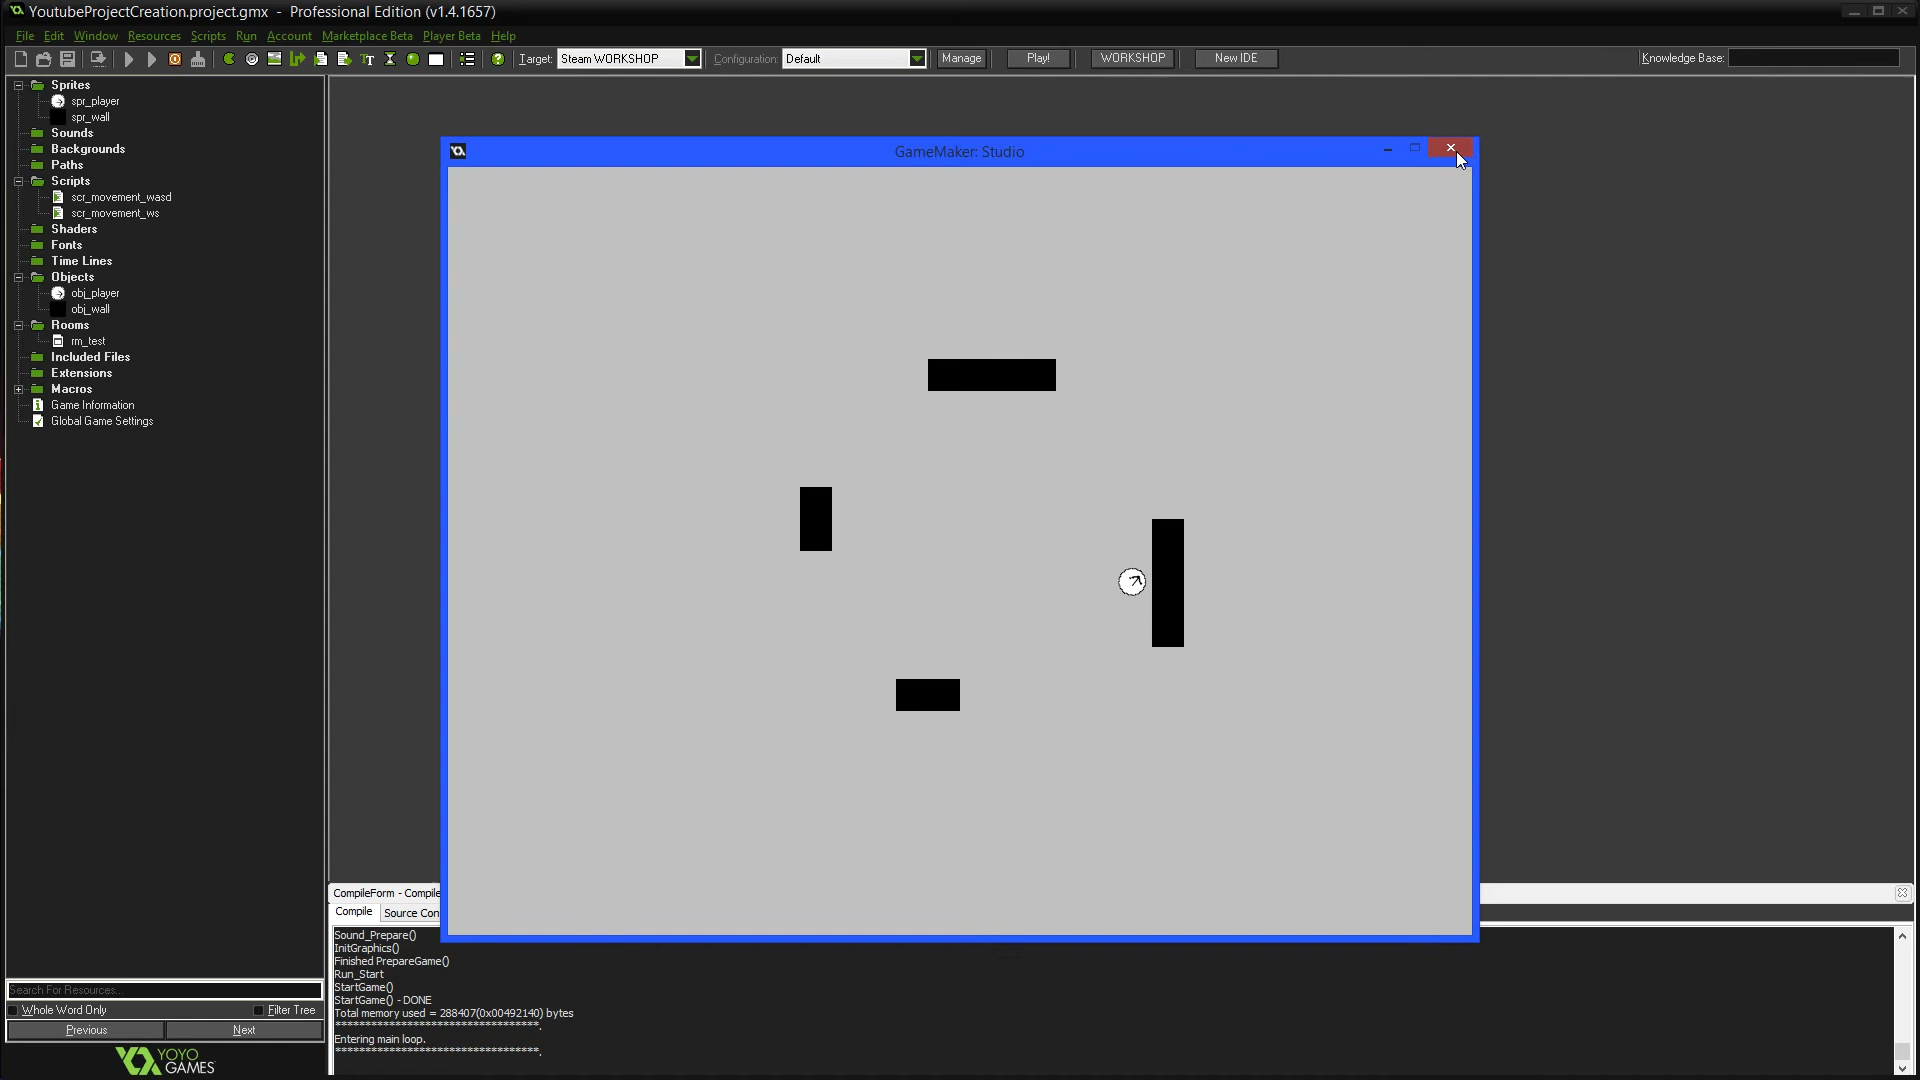 YoutubeProjectCreation.project.gmx - Professional Edition (v1.4.1657)
File Edit Window Resources Scripts Run Account Marketplace Beta Player Beta Help
Target: Steam WORKSHOP Configuration: Default Manage Play! WORKSHOP New IDE Knowledge Base:
Sprites
spr_player
spr_wall
Sounds
Backgrounds
Paths
Scripts
scr_movement_wasd
scr_movement_ws
Shaders
Fonts
Time Lines
Objects
obj_player
obj_wall
Rooms
rm_test
Included Files
Extensions
Macros
Game Information
Global Game Settings
Search For Resources...
Whole Word Only Filter Tree
Previous Next
YOYO
GAMES
GameMaker: Studio
CompileForm - Compile
Compile Source Con
Sound_Prepare()
InitGraphics()
Finished PrepareGame()
Run_Start
StartGame()
StartGame() - DONE
Total memory used = 288407(0x00492140) bytes
***********************************.
Entering main loop.
***********************************.